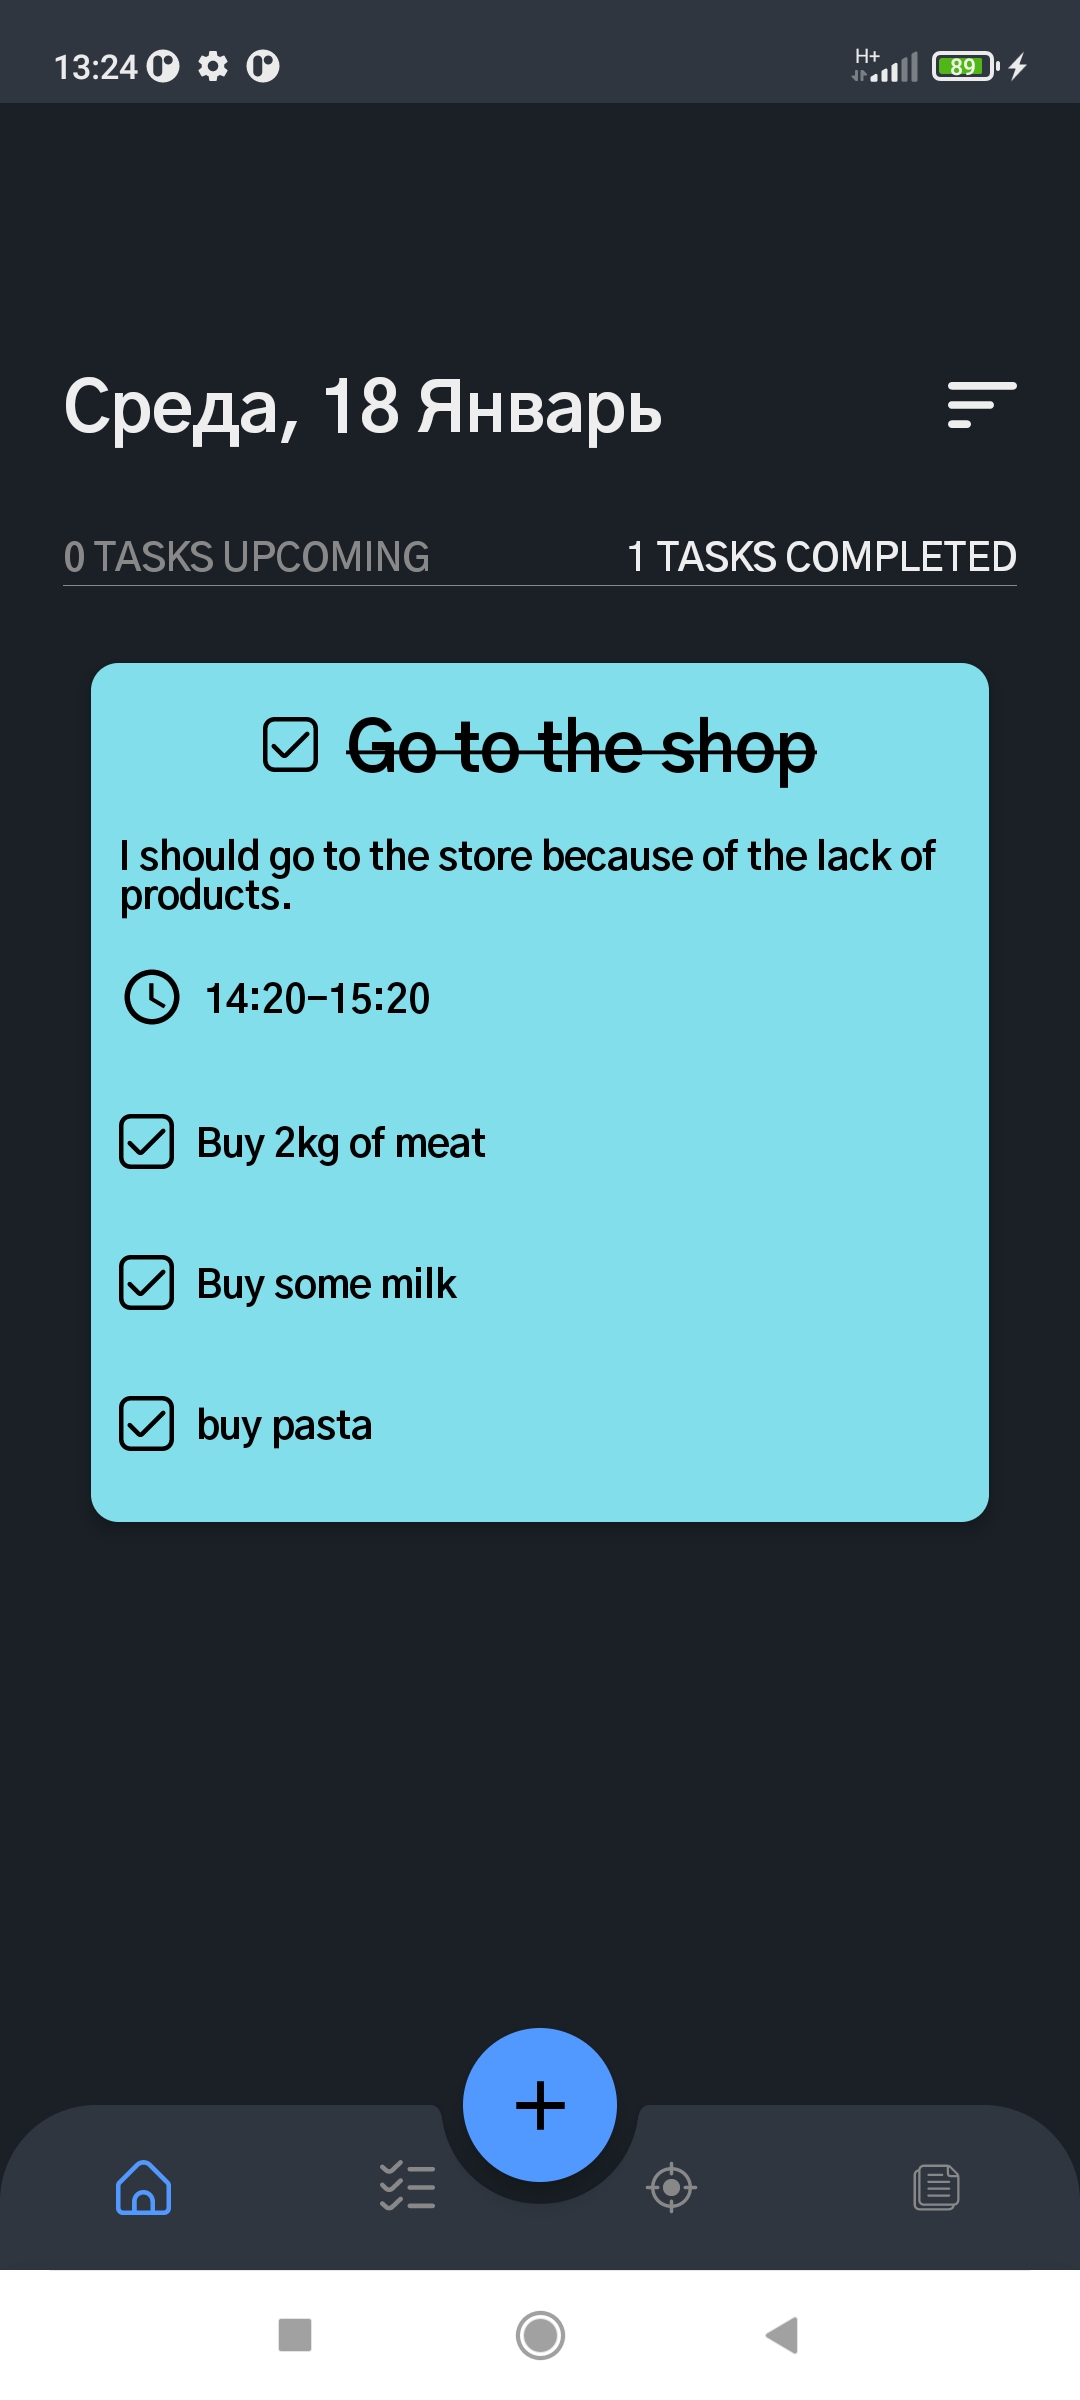 13:24
H+
89
Среда, 18 Январь
0 TASKS UPCOMING
1 TASKS COMPLETED
Go to the shop
I should go to the store because of the lack of
products.
14:20-15:20
Buy 2kg of meat
Buy some milk
buy pasta